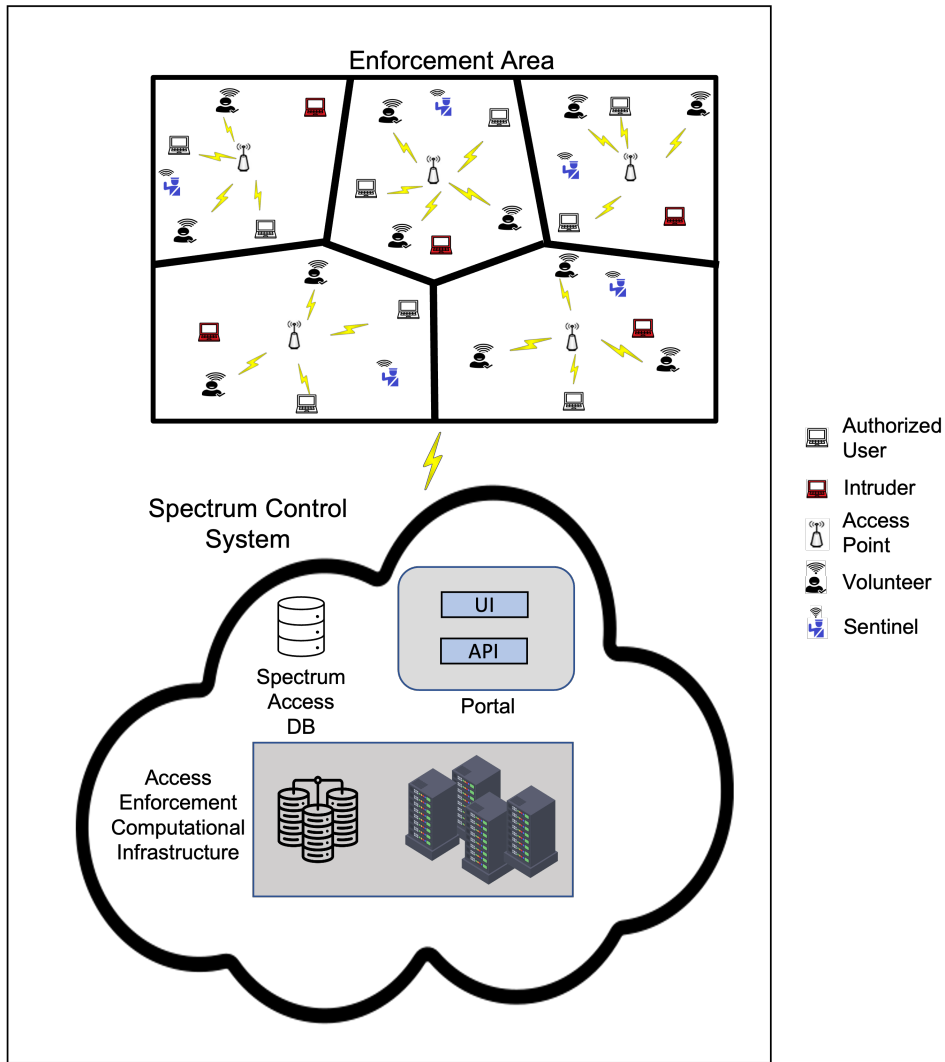 Enforcement Area
Spectrum Control
System
UI
API
Portal
Spectrum
Access
DB
Access
Enforcement
Computational
Infrastructure
Authorized
User
Intruder
Access
Point
Volunteer
Sentinel